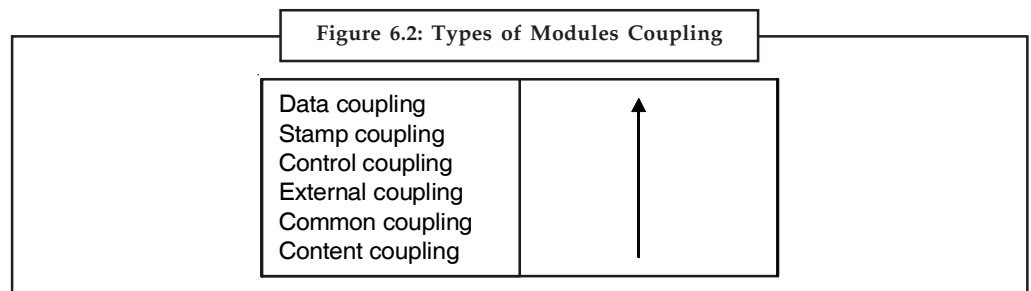 Figure 6.2: Types of Modules Coupling
Data coupling
Stamp coupling
Control coupling
External coupling
Common coupling
Content coupling